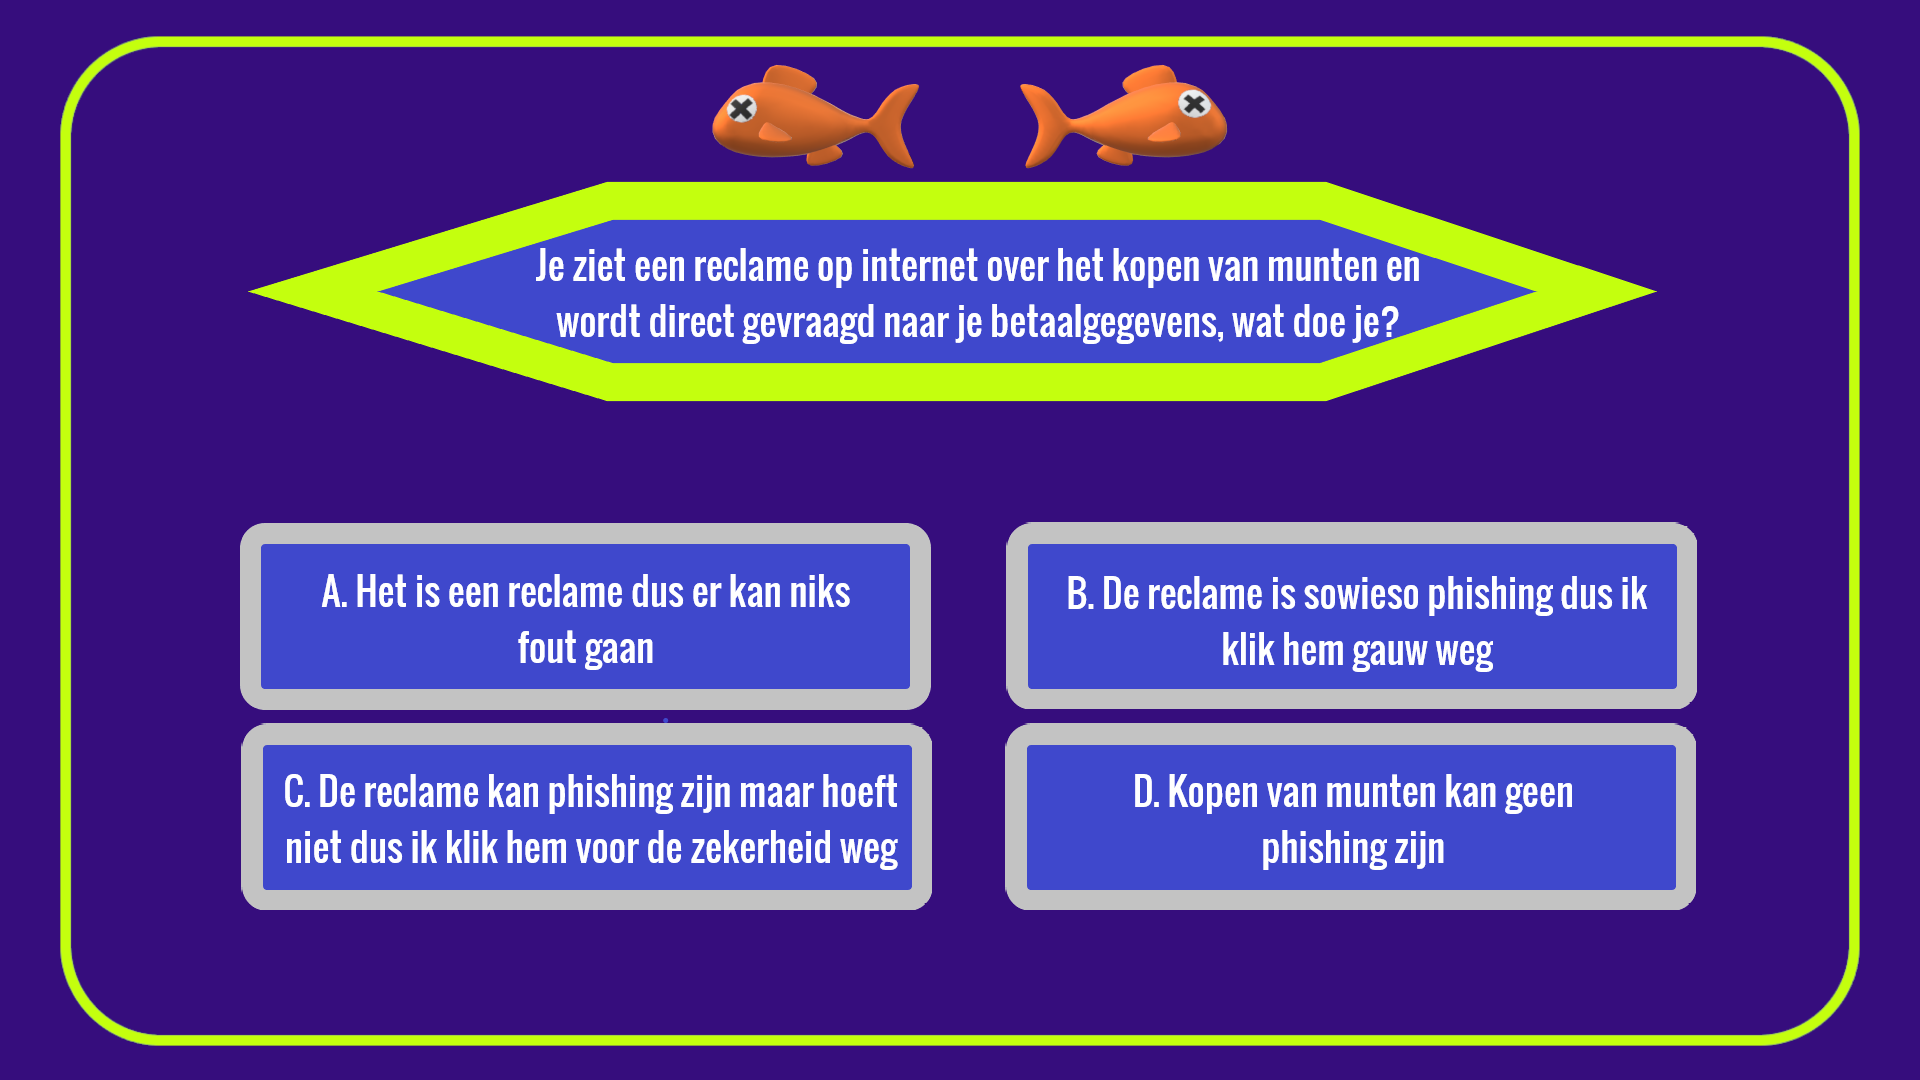 Je ziet een reclame op internet over het kopen van munten en
wordt direct gevraagd naar je betaalgegevens, wat doe je?
A. Het is een reclame dus er kan niks
fout gaan
B. De reclame is sowieso phishing dus ik
klik hem gauw weg
C. De reclame kan phishing zijn maar hoeft
niet dus ik klik hem voor de zekerheid weg
D. Kopen van munten kan geen
phishing zijn